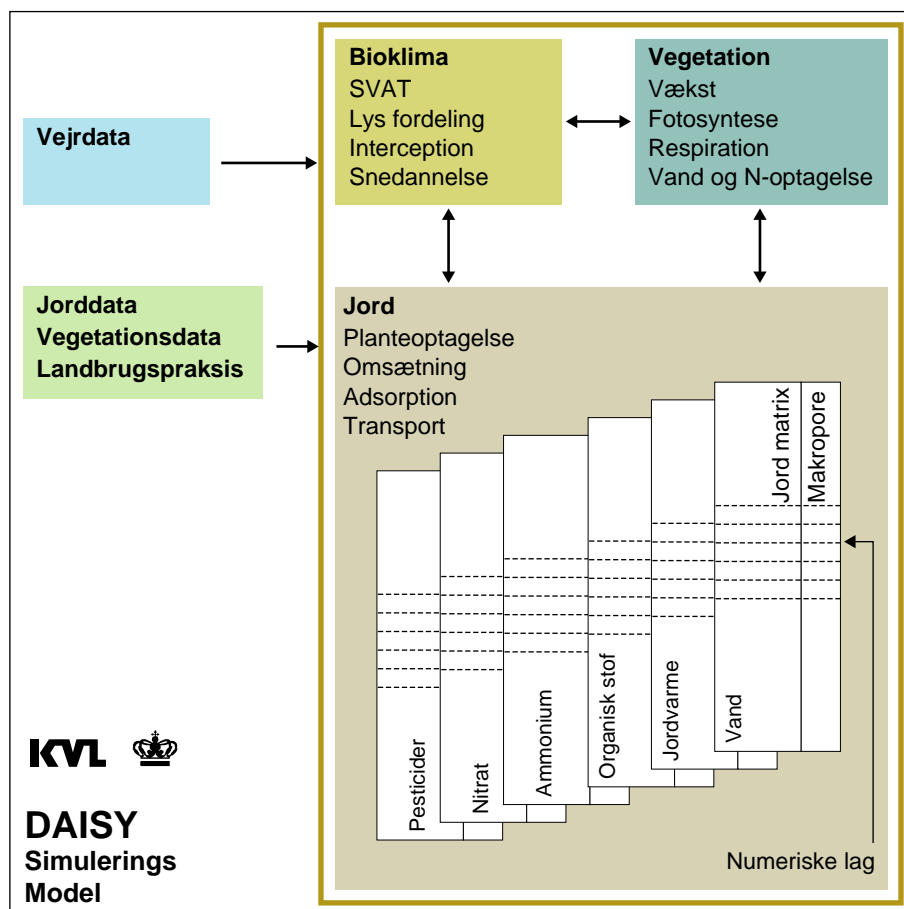 Bioklima
SVAT
Lys fordeling
Interception
Snedannelse
Vegetation
Vækst
Fotosyntese
Respiration
Vand og N-optagelse
Vejrdata
Jorddata
Vegetationsdata
Landbrugspraksis
Jord
Planteoptagelse
Omsætning
Adsorption
Transport
Pesticider
Nitrat
Ammonium
Organisk stof
Jordvarme
Vand
Jord matrix
Makropore
Numeriske lag
KVL
DAISY
Simulerings
Model